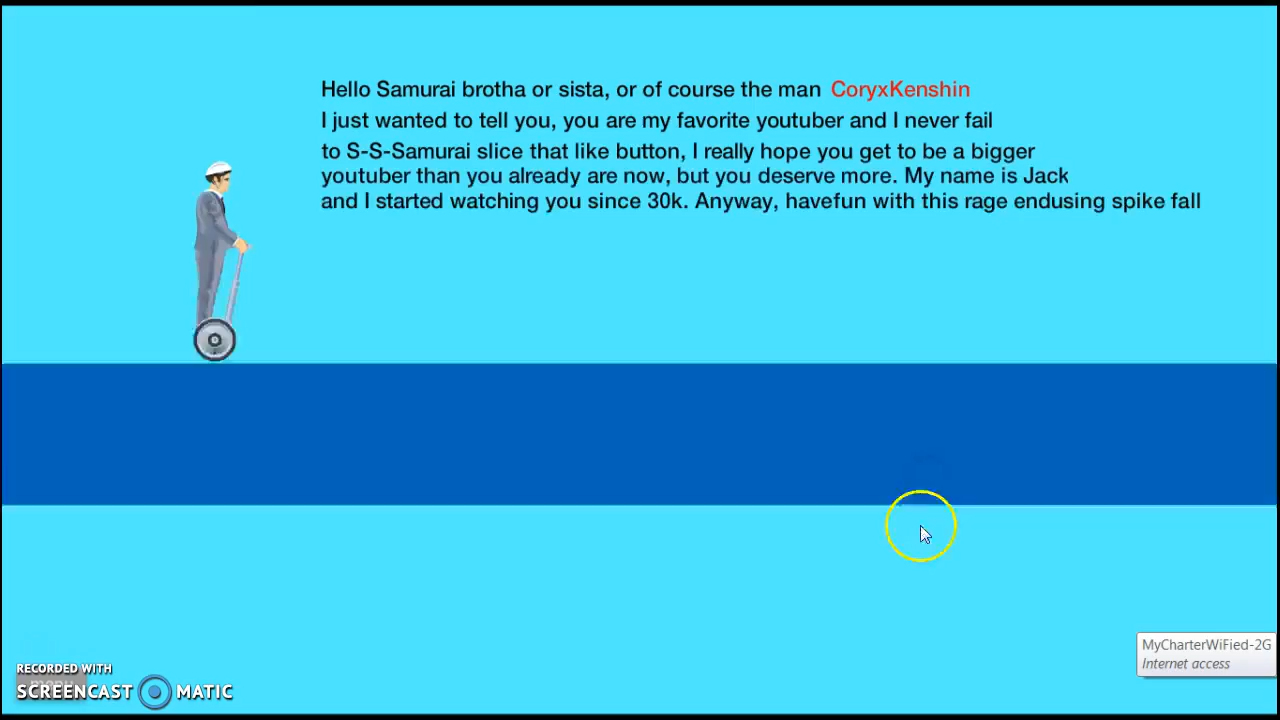 Hello Samurai brotha or sista, or of course the man CoryxKenshin
I just wanted to tell you, you are my favorite youtuber and I never fail
to S-S-Samurai slice that like button, I really hope you get to be a bigger
youtuber than you already are now, but you deserve more. My name is Jack
and I started watching you since 30k. Anyway, havefun with this rage endusing spike fall
MyCharterWiFied-2G
Internet access
RECORDED WITH
menu
SCREENCAST MATIC